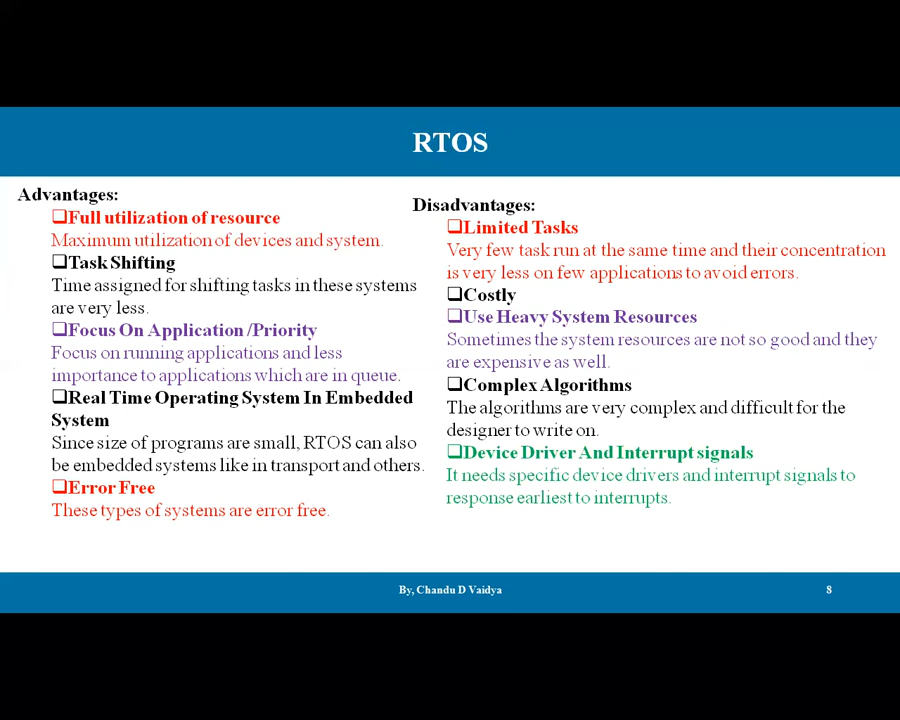 RTOS
Advantages:
❑Full utilization of resource
Maximum utilization of devices and system.
❑Task Shifting
Time assigned for shifting tasks in these systems
are very less.
❑Focus On Application /Priority
Focus on running applications and less
importance to applications which are in queue.
❑Real Time Operating System In Embedded
System
Since size of programs are small, RTOS can also
be embedded systems like in transport and others.
❑Error Free
These types of systems are error free.
Disadvantages:
❑Limited Tasks
Very few task run at the same time and their concentration
is very less on few applications to avoid errors.
❑Costly
❑Use Heavy System Resources
Sometimes the system resources are not so good and they
are expensive as well.
❑Complex Algorithms
The algorithms are very complex and difficult for the
designer to write on.
❑Device Driver And Interrupt signals
It needs specific device drivers and interrupt signals to
response earliest to interrupts.
By, Chandu D Vaidya
8